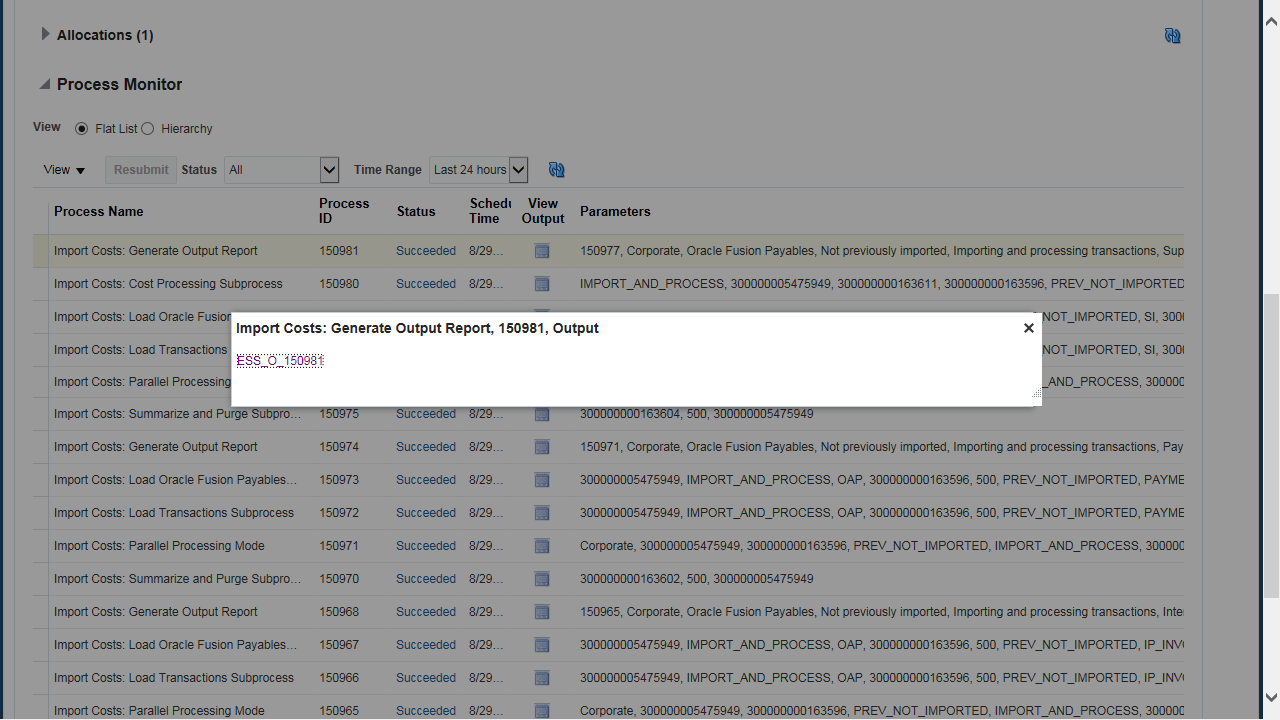 Allocations (1)
Process Monitor
View Flat List Hierarchy
View Resubmit Status All Time Range Last 24 hours
Process Name Process ID Status Schedu Time View Output Parameters
Import Costs: Generate Output Report 150981 Succeeded 8/29... 150977, Corporate, Oracle Fusion Payables, Not previously imported, Importing and processing transactions, Sup
Import Costs: Cost Processing Subprocess 150980 Succeeded 8/29... IMPORT_AND_PROCESS, 300000005475949, 300000000163611, 300000000163596, PREV_NOT_IMPORTED
Import Costs: Load Oracle Fusion NOT_IMPORTED, SI, 300
Import Costs: Generate Output Report, 150981, Output
Import Costs: Load Transactions NOT_IMPORTED, SI, 300
ESS_O_150981
Import Costs: Parallel Processing _AND_PROCESS, 300000
Import Costs: Summarize and Purge Subpro... 150975 Succeeded 8/29... 300000000163604, 500, 300000005475949
Import Costs: Generate Output Report 150974 Succeeded 8/29... 150971, Corporate, Oracle Fusion Payables, Not previously imported, Importing and processing transactions, Pay
Import Costs: Load Oracle Fusion Payables... 150973 Succeeded 8/29... 300000005475949, IMPORT_AND_PROCESS, OAP, 300000000163596, 500, PREV_NOT_IMPORTED, PAYME
Import Costs: Load Transactions Subprocess 150972 Succeeded 8/29... 300000005475949, IMPORT_AND_PROCESS, OAP, 300000000163596, 500, PREV_NOT_IMPORTED, PAYME
Import Costs: Parallel Processing Mode 150971 Succeeded 8/29... Corporate, 300000005475949, 300000000163596, PREV_NOT_IMPORTED, IMPORT_AND_PROCESS, 300000
Import Costs: Summarize and Purge Subpro... 150970 Succeeded 8/29... 300000000163602, 500, 300000005475949
Import Costs: Generate Output Report 150968 Succeeded 8/29... 150965, Corporate, Oracle Fusion Payables, Not previously imported, Importing and processing transactions, Inte
Import Costs: Load Oracle Fusion Payables... 150967 Succeeded 8/29... 300000005475949, IMPORT_AND_PROCESS, OAP, 300000000163596, 500, PREV_NOT_IMPORTED, IP_INVO
Import Costs: Load Transactions Subprocess 150966 Succeeded 8/29... 300000005475949, IMPORT_AND_PROCESS, OAP, 300000000163596, 500, PREV_NOT_IMPORTED, IP_INVO
Import Costs: Parallel Processing Mode 150965 Succeeded 8/29... Corporate, 300000005475949, 300000000163596, PREV_NOT_IMPORTED, IMPORT_AND_PROCESS, 300000